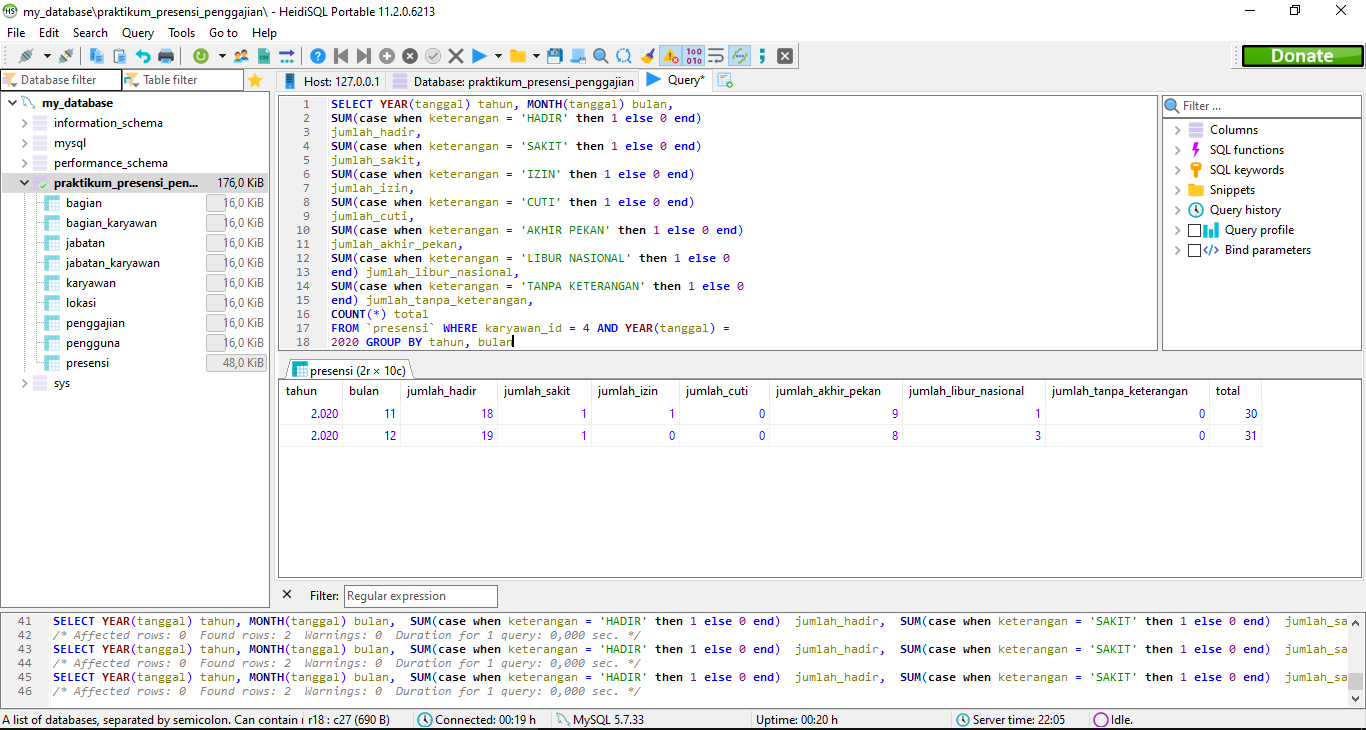 my_database\praktikum_presensi_penggajian\ - HeidiSQL Portable 11.2.0.6213
File Edit Search Query Tools Go to Help
Donate
Database filter Table filter
Host: 127.0.0.1 Database: praktikum_presensi_penggajian Query*
my_database
information_schema
mysql
performance_schema
praktikum_presensi_pen... 176,0 KiB
bagian 16,0 KiB
bagian_karyawan 16,0 KiB
jabatan 16,0 KiB
jabatan_karyawan 16,0 KiB
karyawan 16,0 KiB
lokasi 16,0 KiB
penggajian 16,0 KiB
pengguna 16,0 KiB
presensi 48,0 KiB
sys
1 SELECT YEAR(tanggal) tahun, MONTH(tanggal) bulan,
2 SUM(case when keterangan = 'HADIR' then 1 else 0 end)
3 jumlah_hadir,
4 SUM(case when keterangan = 'SAKIT' then 1 else 0 end)
5 jumlah_sakit,
6 SUM(case when keterangan = 'IZIN' then 1 else 0 end)
7 jumlah_izin,
8 SUM(case when keterangan = 'CUTI' then 1 else 0 end)
9 jumlah_cuti,
10 SUM(case when keterangan = 'AKHIR PEKAN' then 1 else 0 end)
11 jumlah_akhir_pekan,
12 SUM(case when keterangan = 'LIBUR NASIONAL' then 1 else 0
13 end) jumlah_libur_nasional,
14 SUM(case when keterangan = 'TANPA KETERANGAN' then 1 else 0
15 end) jumlah_tanpa_keterangan,
16 COUNT(*) total
17 FROM `presensi` WHERE karyawan_id = 4 AND YEAR(tanggal) =
18 2020 GROUP BY tahun, bulan
Filter ...
Columns
SQL functions
SQL keywords
Snippets
Query history
Query profile
Bind parameters
presensi (2r × 10c)
tahun bulan jumlah_hadir jumlah_sakit jumlah_izin jumlah_cuti jumlah_akhir_pekan jumlah_libur_nasional jumlah_tanpa_keterangan total
2.020 11 18 1 1 0 9 1 0 30
2.020 12 19 1 0 0 8 3 0 31
Filter: Regular expression
41 SELECT YEAR(tanggal) tahun, MONTH(tanggal) bulan, SUM(case when keterangan = 'HADIR' then 1 else 0 end) jumlah_hadir, SUM(case when keterangan = 'SAKIT' then 1 else 0 end) jumlah_sa
42 /* Affected rows: 0 Found rows: 2 Warnings: 0 Duration for 1 query: 0,000 sec. */
43 SELECT YEAR(tanggal) tahun, MONTH(tanggal) bulan, SUM(case when keterangan = 'HADIR' then 1 else 0 end) jumlah_hadir, SUM(case when keterangan = 'SAKIT' then 1 else 0 end) jumlah_sa
44 /* Affected rows: 0 Found rows: 2 Warnings: 0 Duration for 1 query: 0,000 sec. */
45 SELECT YEAR(tanggal) tahun, MONTH(tanggal) bulan, SUM(case when keterangan = 'HADIR' then 1 else 0 end) jumlah_hadir, SUM(case when keterangan = 'SAKIT' then 1 else 0 end) jumlah_sa
46 /* Affected rows: 0 Found rows: 2 Warnings: 0 Duration for 1 query: 0,000 sec. */
A list of databases, separated by semicolon. Can contain r r18 : c27 (690 B) Connected: 00:19 h MySQL 5.7.33 Uptime: 00:20 h Server time: 22:05 Idle.